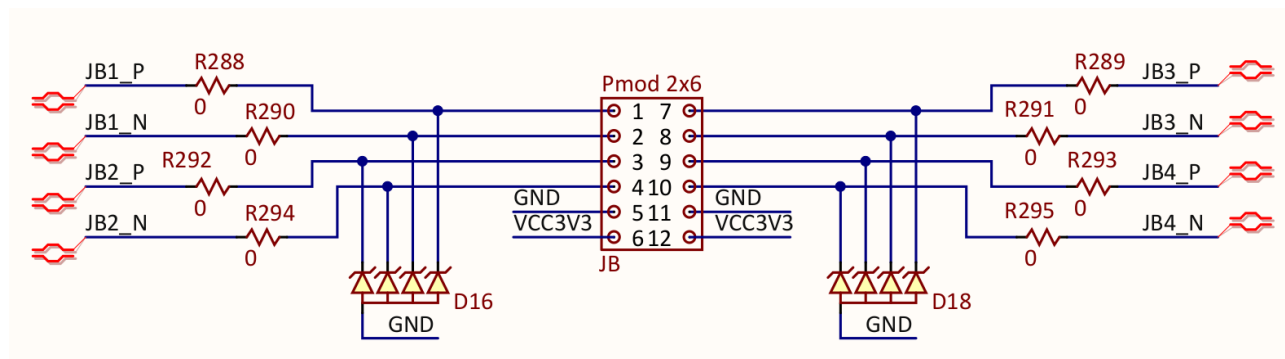 R288
R289
JB1_P
JB3_P
Pmod 2x6
0
0
R290
R291
1 7
JB1_N
JB3_N
2 8
0
0
R292
R293
3 9
JB2_P
JB4_P
4 10
0
0
GND
GND
R294
R295
5 11
JB2_N
JB4_N
VCC3V3
VCC3V3
6 12
0
0
JB
D16
D18
GND
GND